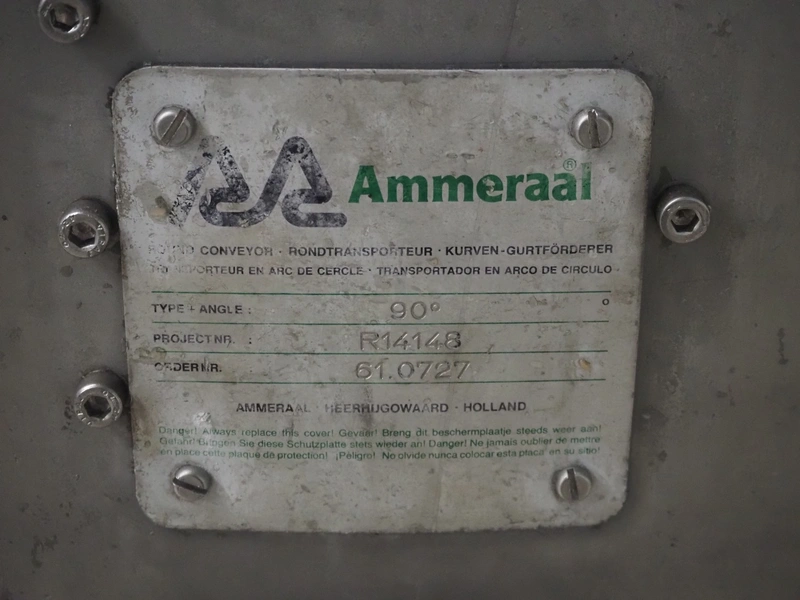 Ammeraal®
ROUND CONVEYOR · RONDTRANSPORTEUR · KURVEN-GURTFÖRDERER
TRANSPORTEUR EN ARC DE CERCLE · TRANSPORTADOR EN ARCO DE CIRCULO
TYPE + ANGLE : 90° °
PROJECT NR. : R14148
ORDER NR. : 61.0727
AMMERAAL · HEERHUGOWAARD · HOLLAND
Danger! Always replace this cover! Gevaar! Breng dit beschermplaatje steeds weer aan!
Gefahr! Bringen Sie diese Schutzplatte stets wieder an! Danger! Ne jamais oublier de mettre
en place cette plaque de protection! ¡Peligro! No olvide nunca colocar esta placa en su sitio!